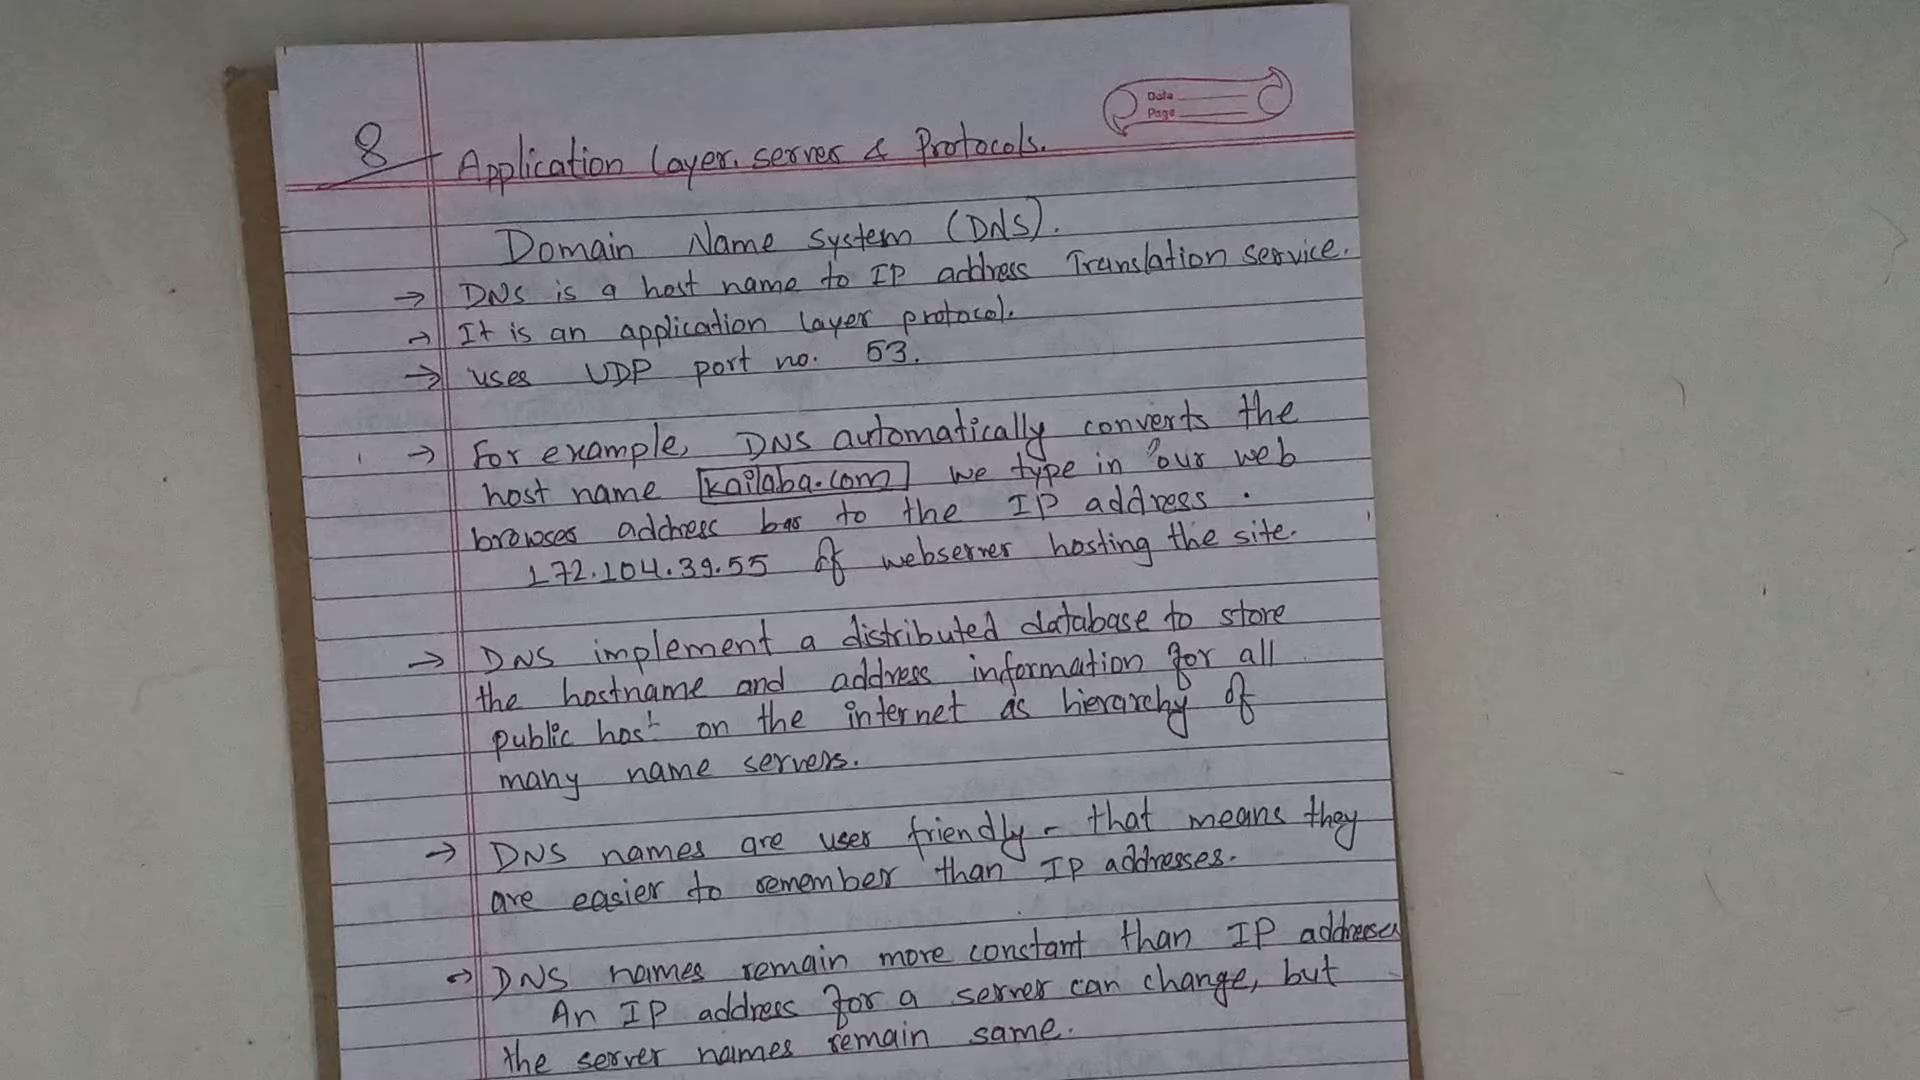 Date
Page
8 Application Layer, server & Protocols.
Domain Name System (DNS).
→ DNS is a host name to IP address Translation service.
→ It is an application layer protocol.
→ uses UDP port no. 53.
→ For example, DNS automatically converts the
host name kailaba.com we type in our web
browser address bar to the IP address .
172.104.39.55 of webserver hosting the site.
→ DNS implement a distributed database to store
the hostname and address information for all
public host on the internet as hierarchy of
many name servers.
→ DNS names are user friendly - that means they
are easier to remember than IP addresses.
→ DNS names remain more constant than IP addresses
An IP address for a server can change, but
the server names remain same.